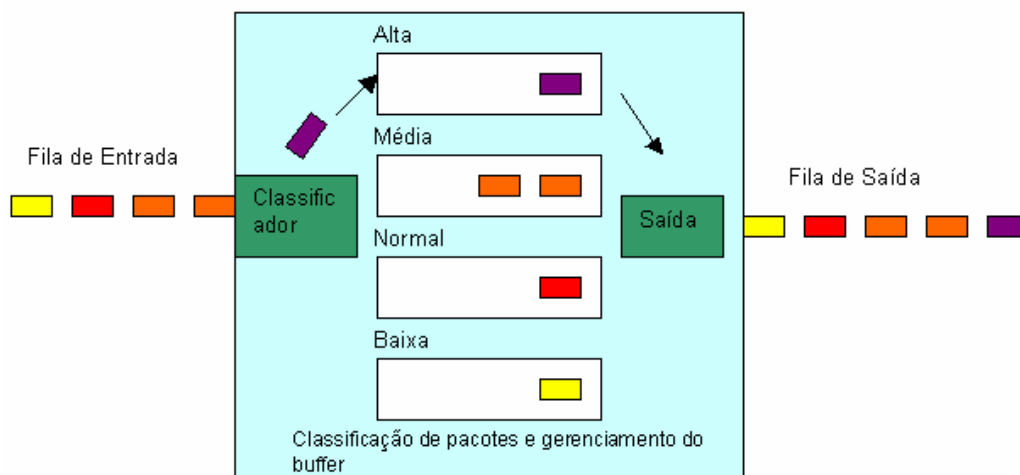 Alta
Média
Fila de Entrada
Classific
ador
Fila de Saída
Saída
Normal
Baixa
Classificação de pacotes e gerenciamento do
buffer